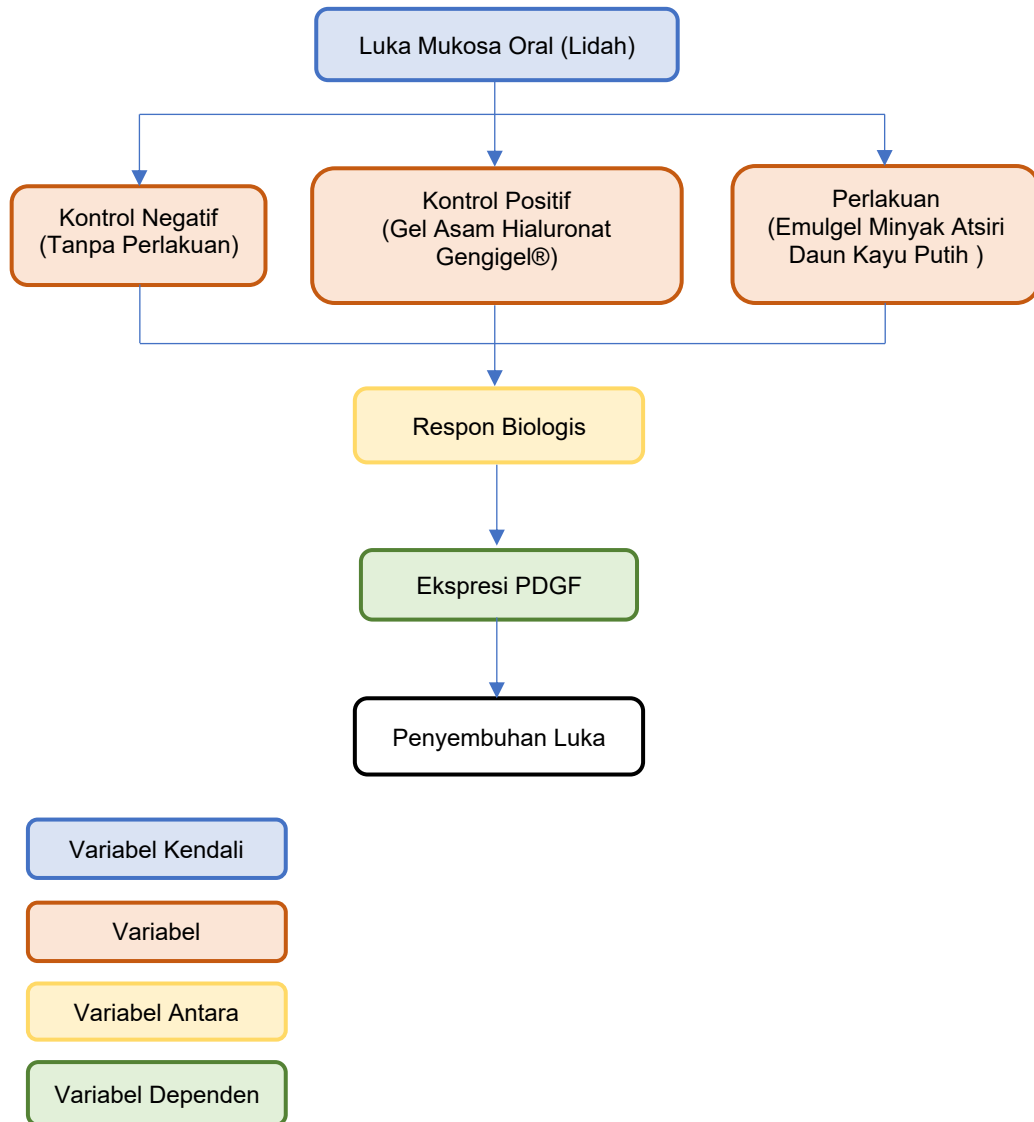 Luka Mukosa Oral (Lidah)
Kontrol Negatif
(Tanpa Perlakuan)
Kontrol Positif
(Gel Asam Hialuronat
Gengigel®)
Perlakuan
(Emulgel Minyak Atsiri
Daun Kayu Putih )
Respon Biologis
Ekspresi PDGF
Penyembuhan Luka
Variabel Kendali
Variabel
Variabel Antara
Variabel Dependen